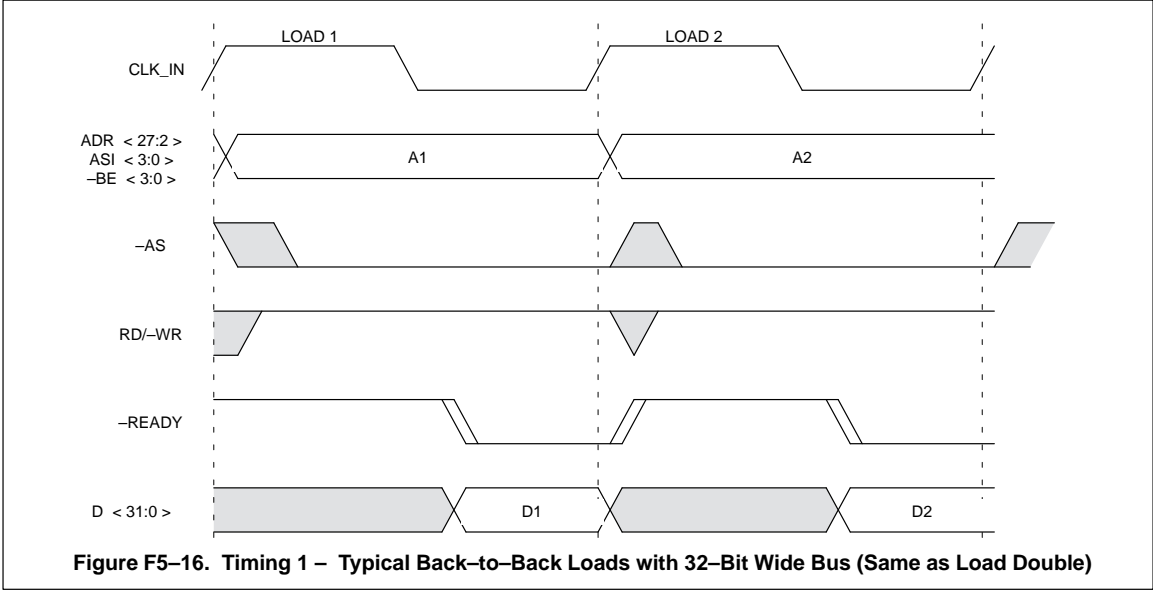 LOAD 1
LOAD 2
CLK_IN
ADR < 27:2 >
ASI < 3:0 >
–BE < 3:0 >
A1
A2
–AS
RD/–WR
–READY
D < 31:0 >
D1
D2
Figure F5–16. Timing 1 – Typical Back–to–Back Loads with 32–Bit Wide Bus (Same as Load Double)